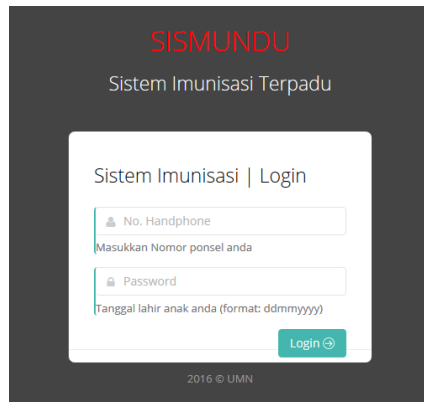 SISMUNDU
Sistem Imunisasi Terpadu
Sistem Imunisasi | Login
No. Handphone
Masukkan Nomor ponsel anda
Password
Tanggal lahir anak anda (format: ddmmyyyy)
Login
2016 © UMN